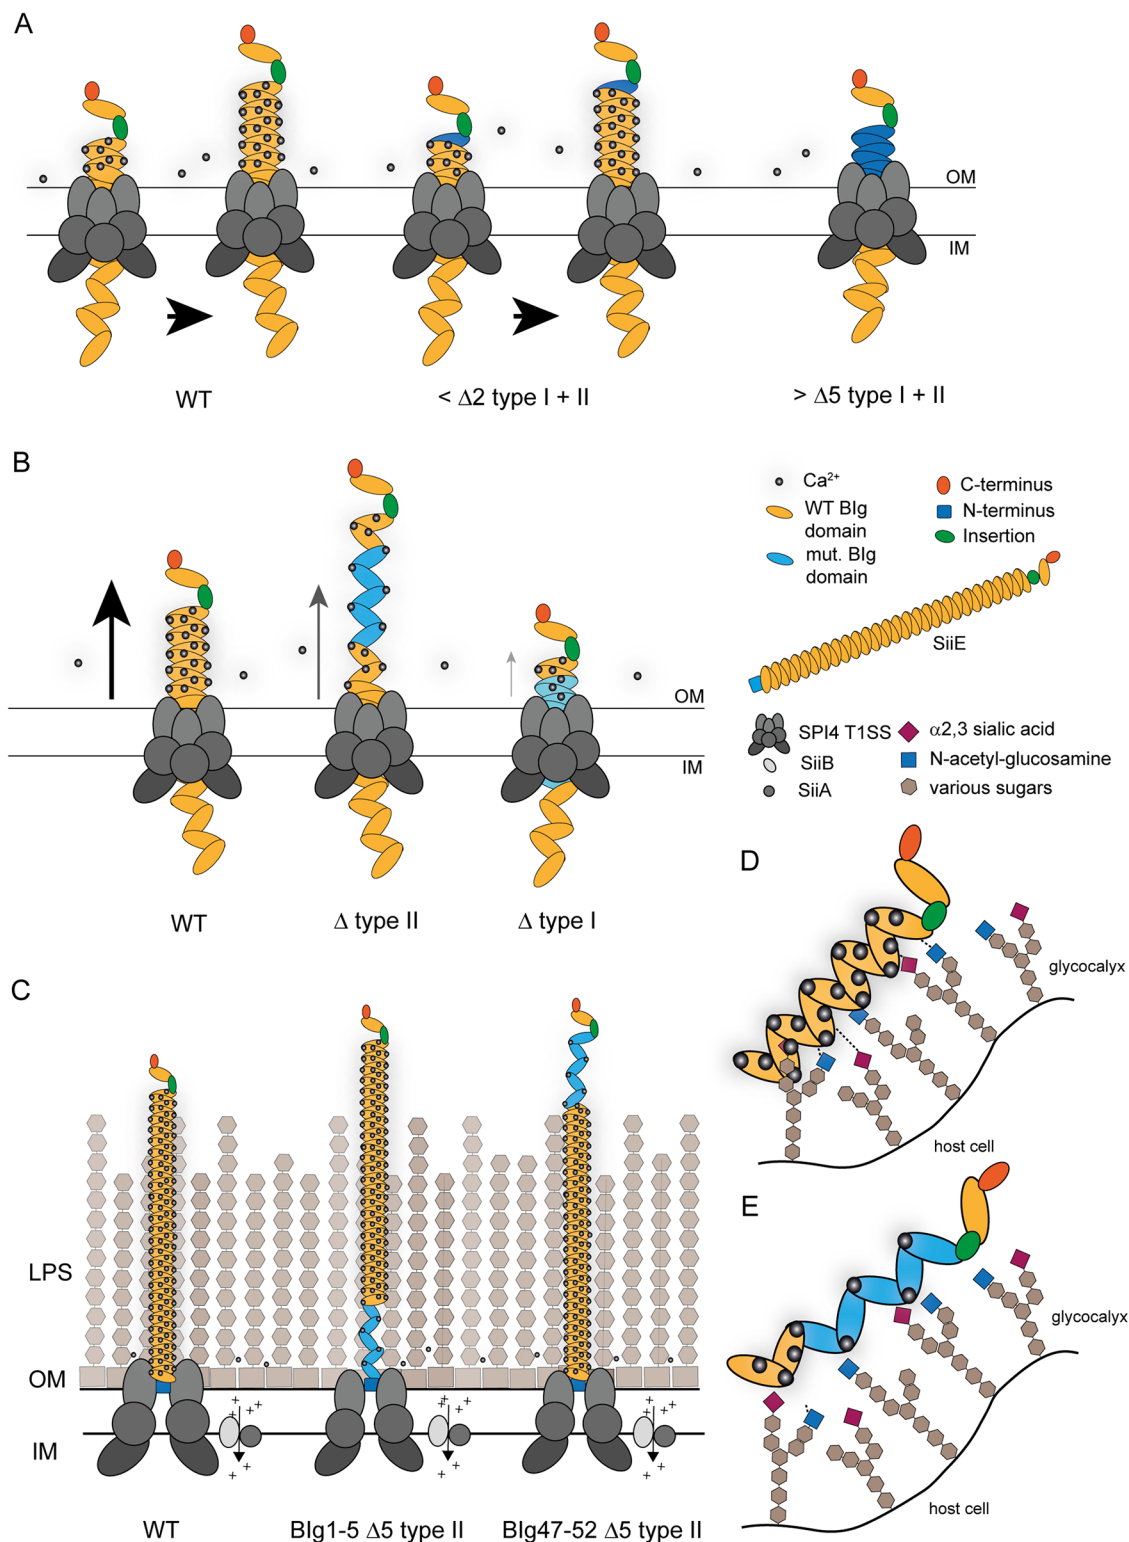 A
OM
IM
WT
< Δ2 type I + II
> Δ5 type I + II
B
OM
IM
WT
Δ type II
Δ type I
Ca²⁺
WT BIg
domain
mut. BIg
domain
C-terminus
N-terminus
Insertion
SiiE
SPI4 T1SS
SiiB
SiiA
α2,3 sialic acid
N-acetyl-glucosamine
various sugars
C
LPS
OM
IM
+ + + +
+ +
+ + + +
+ +
+ + + +
+ +
WT
BIg1-5 Δ5 type II
BIg47-52 Δ5 type II
D
glycocalyx
host cell
E
glycocalyx
host cell